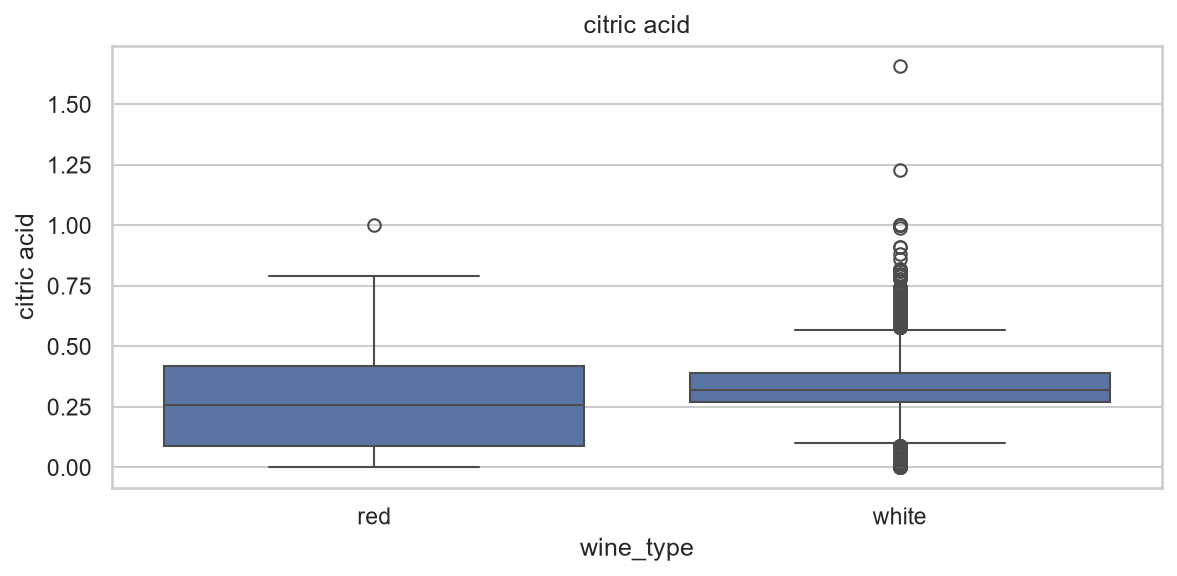 citric acid
citric acid
1.50
1.25
1.00
0.75
0.50
0.25
0.00
red
white
wine_type